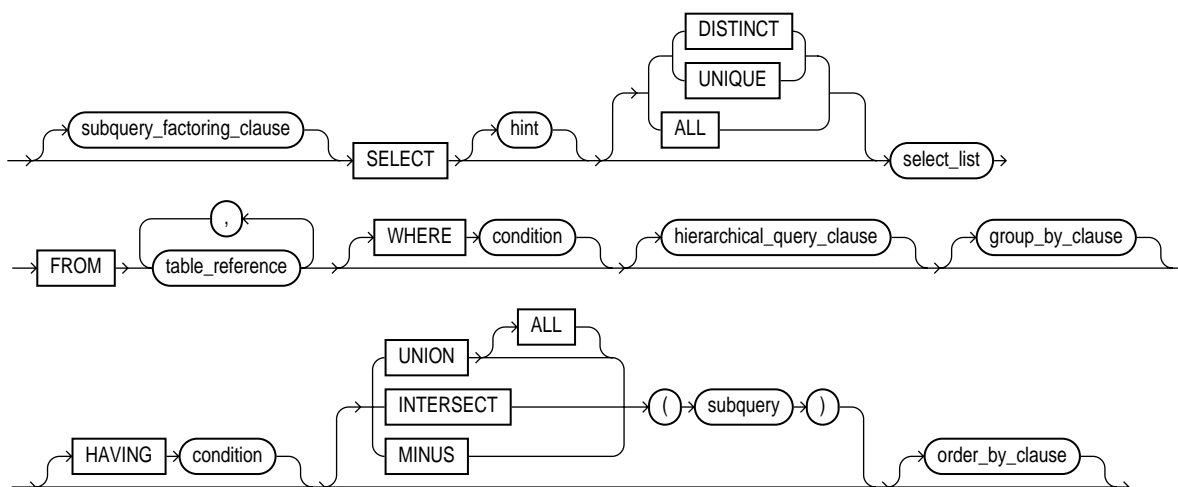 DISTINCT
UNIQUE
subquery_factoring_clause hint ALL
SELECT select_list
, WHERE condition hierarchical_query_clause group_by_clause
FROM table_reference
ALL
UNION
INTERSECT ( subquery )
HAVING condition MINUS order_by_clause